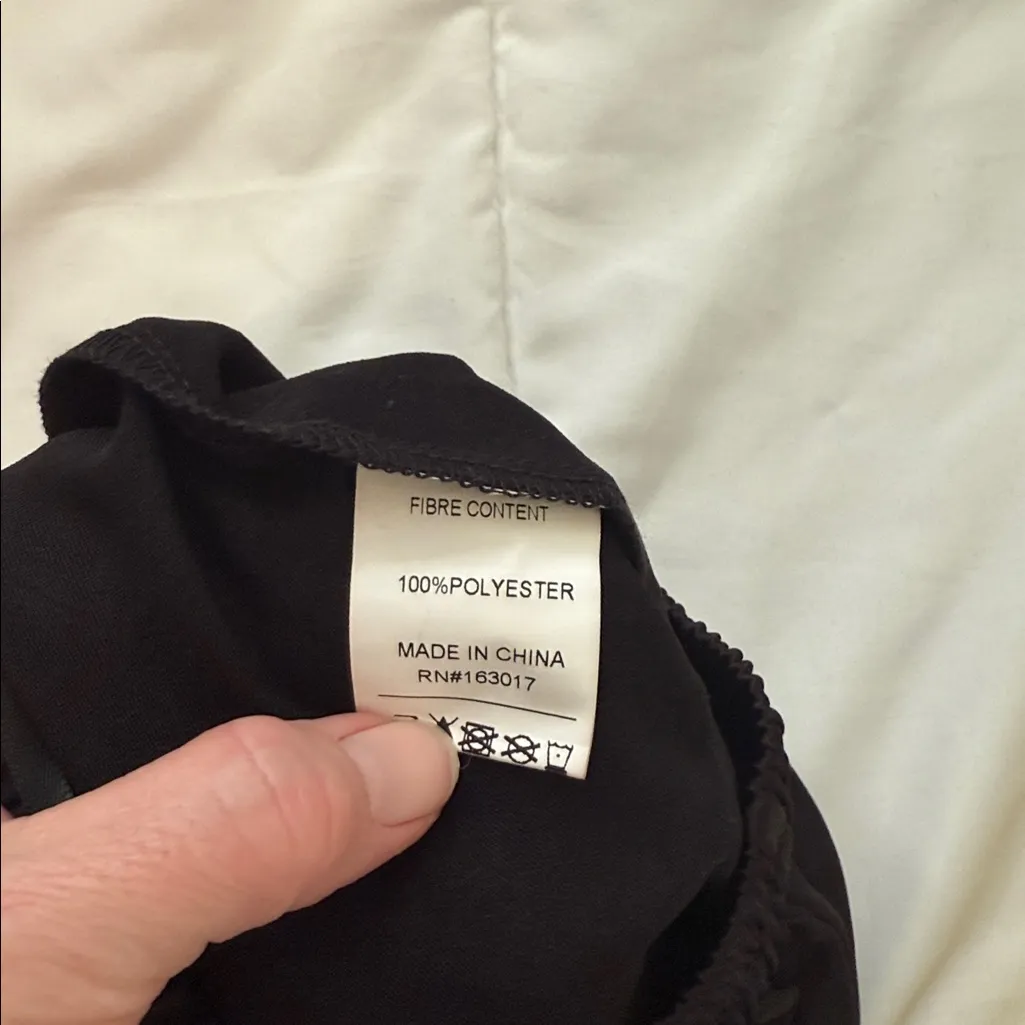 FIBRE CONTENT
100%POLYESTER
MADE IN CHINA
RN#163017